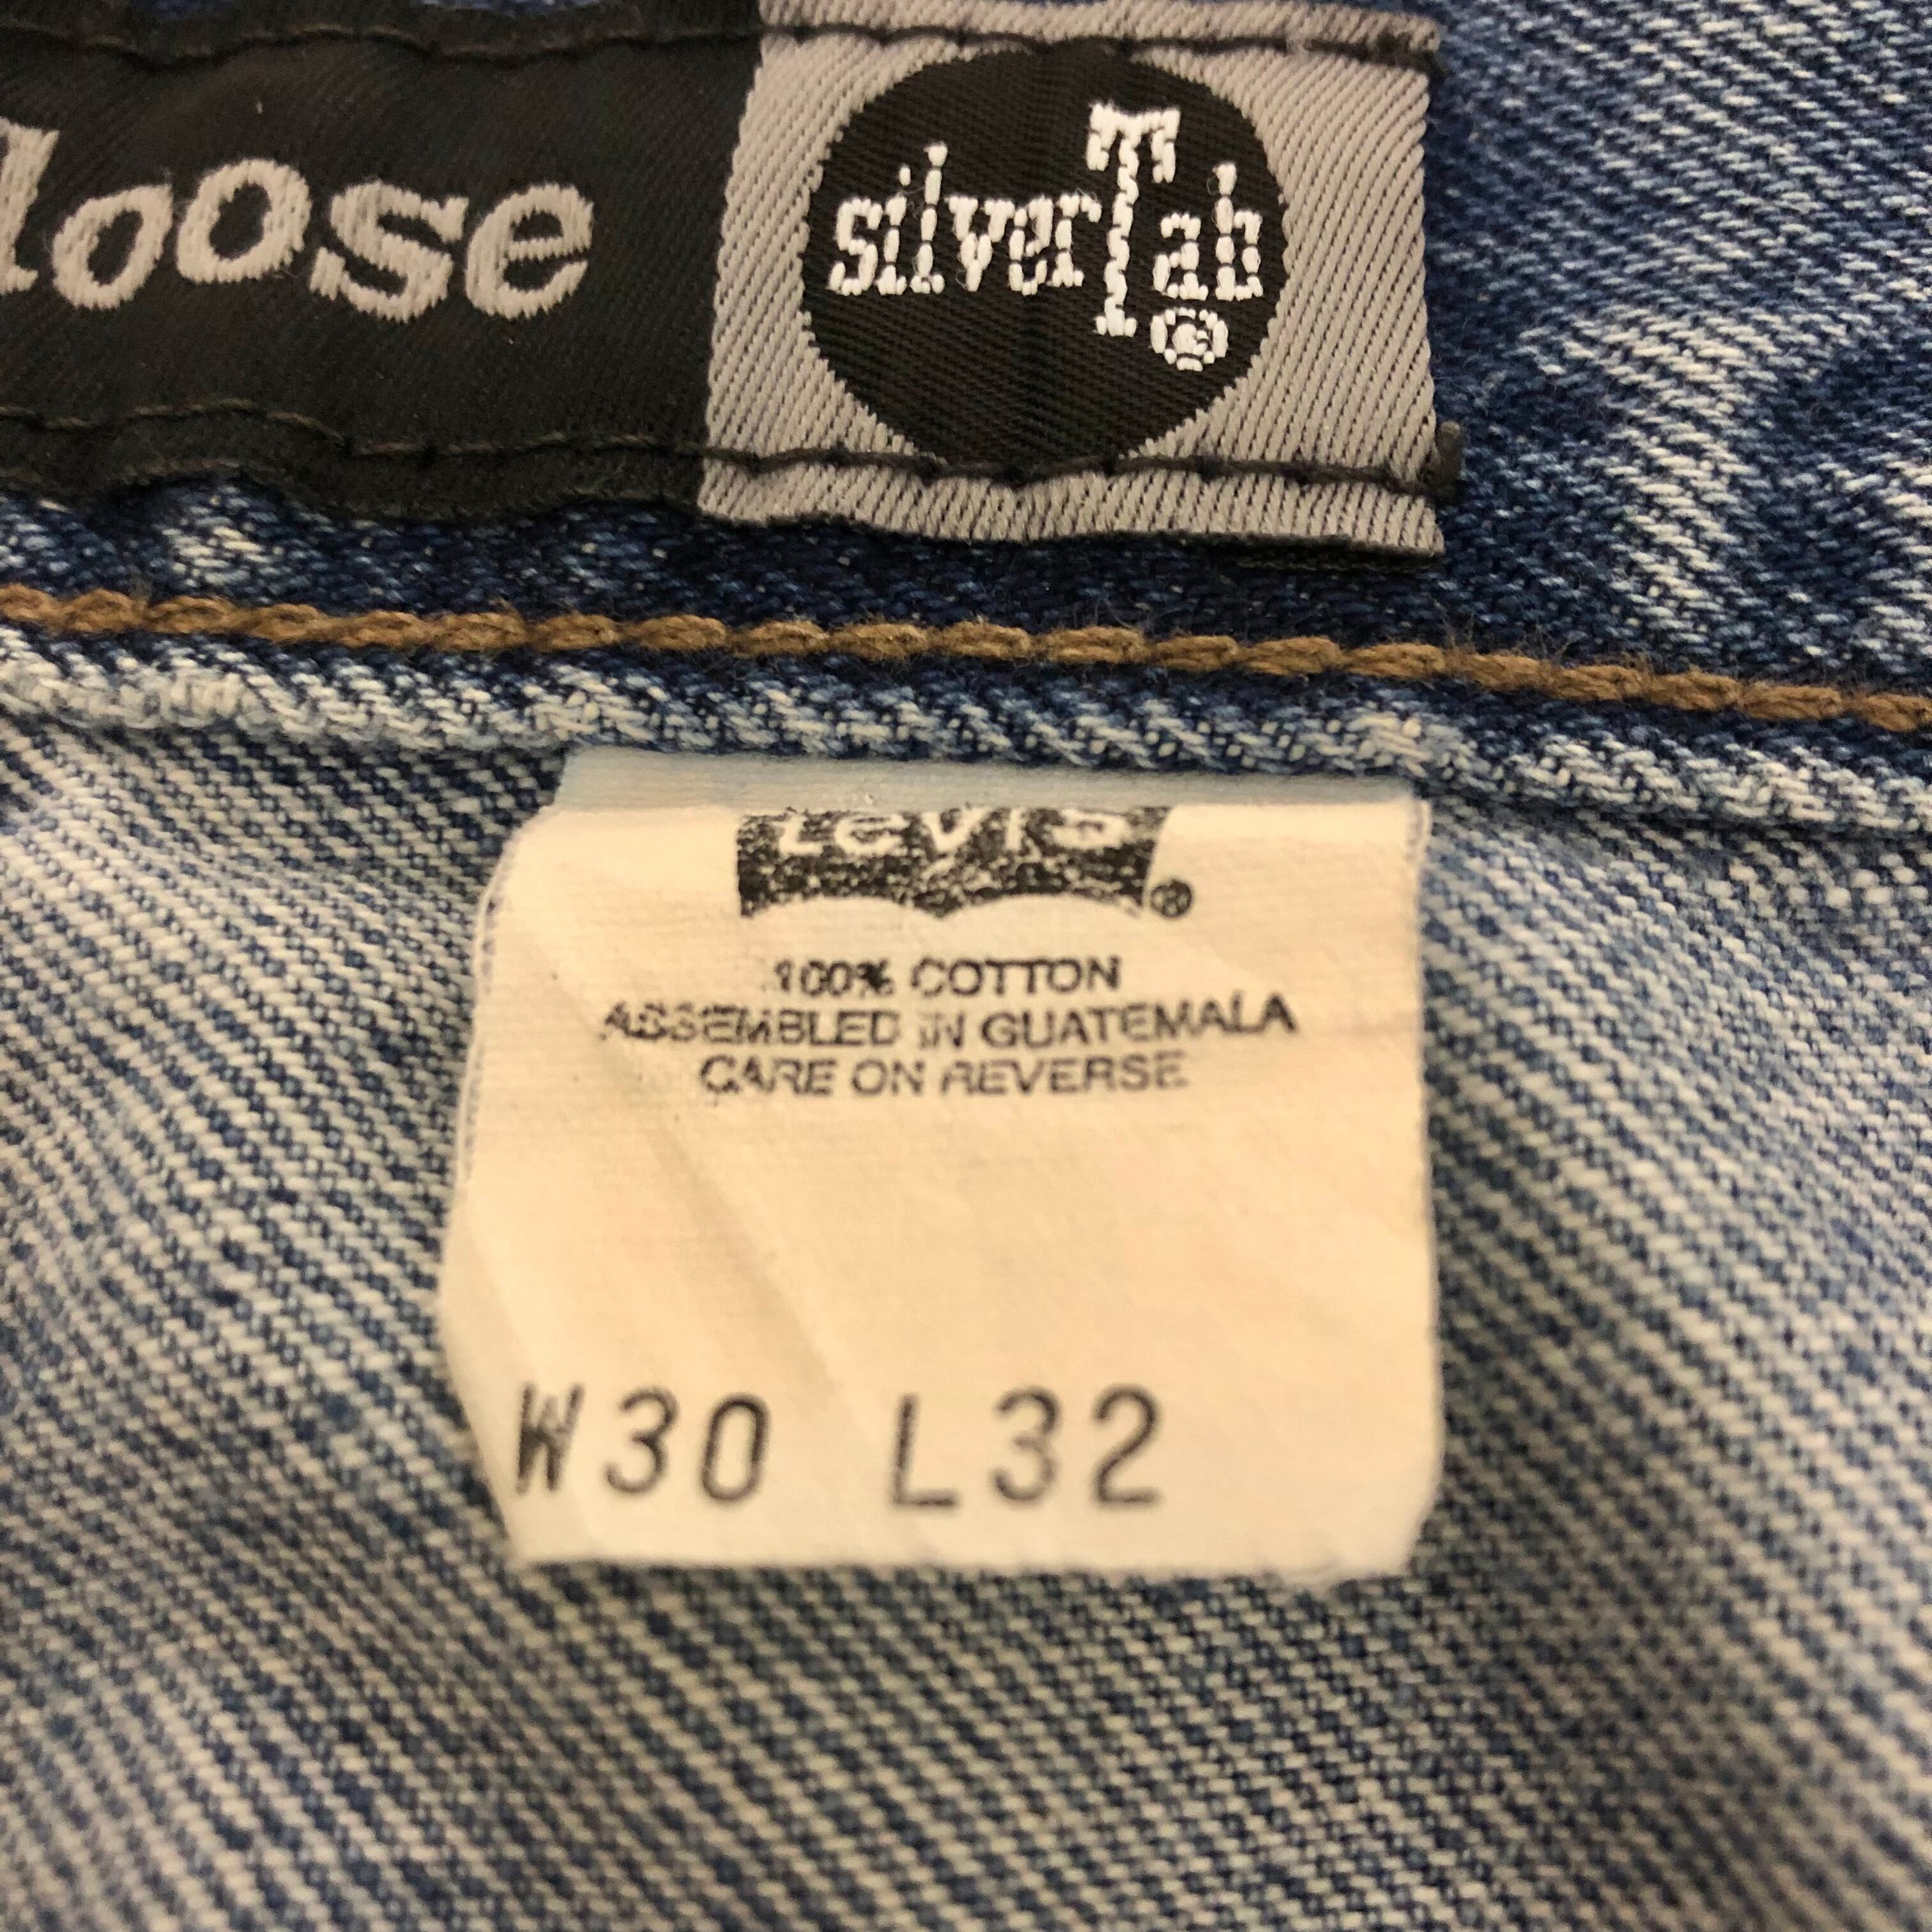 loose
silverTab
®
Levi's
®
100% COTTON
ASSEMBLED IN GUATEMALA
CARE ON REVERSE
W30 L32